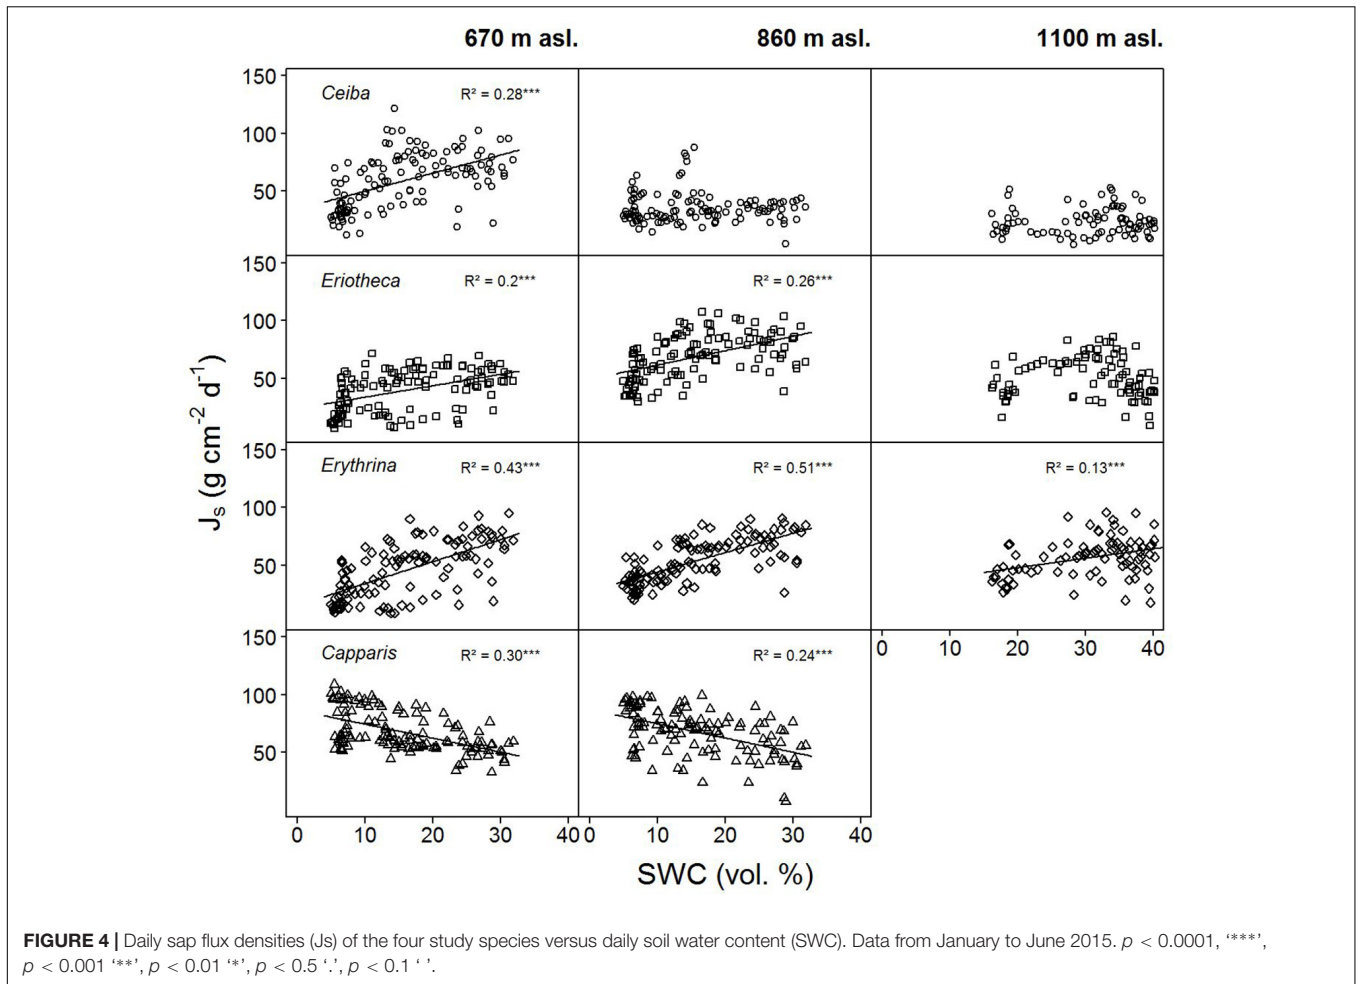 670 m asl. 860 m asl. 1100 m asl.
150
Ceiba R² = 0.28***
100
50
150
Eriotheca R² = 0.2*** R² = 0.26***
100
50
150
Erythrina R² = 0.43*** R² = 0.51*** R² = 0.13***
100
50
150
0 10 20 30 40
Capparis R² = 0.30*** R² = 0.24***
100
50
Js (g cm-2 d-1)
0 10 20 30 40 0 10 20 30 40
SWC (vol. %)
FIGURE 4 | Daily sap flux densities (Js) of the four study species versus daily soil water content (SWC). Data from January to June 2015. p < 0.0001, ‘***’,
p < 0.001 ‘**’, p < 0.01 ‘*’, p < 0.5 ‘.’, p < 0.1 ‘ ’.